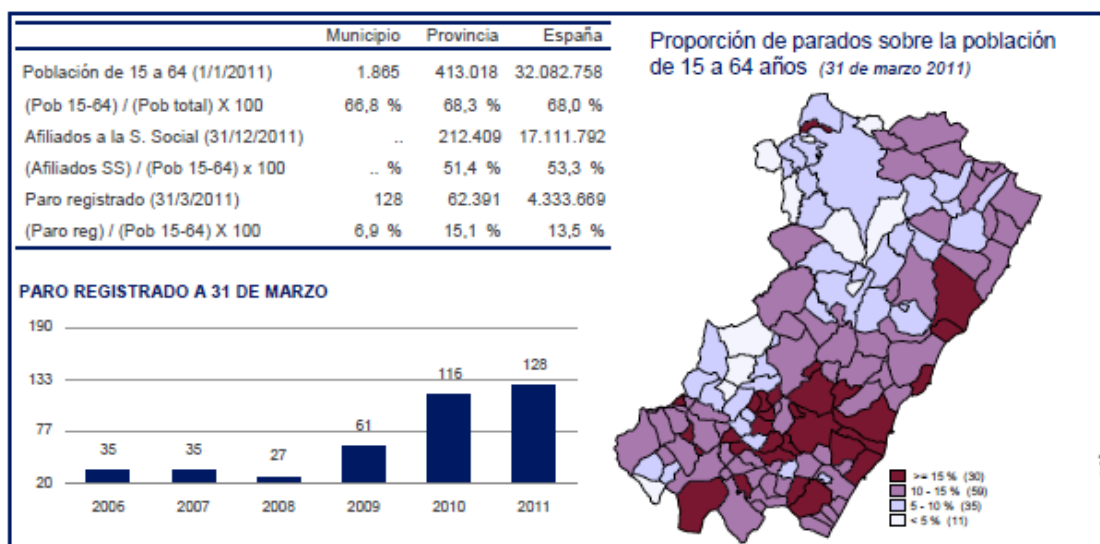 Municipio Provincia España
Población de 15 a 64 (1/1/2011) 1.865 413.018 32.082.758
(Pob 15-64) / (Pob total) X 100 66,8 % 68,3 % 68,0 %
Afiliados a la S. Social (31/12/2011) .. 212.409 17.111.792
(Afiliados SS) / (Pob 15-64) x 100 .. % 51,4 % 53,3 %
Paro registrado (31/3/2011) 128 62.391 4.333.669
(Paro reg) / (Pob 15-64) X 100 6,9 % 15,1 % 13,5 %
PARO REGISTRADO A 31 DE MARZO
190
133
77
20
35 35 27 61 116 128
2006 2007 2008 2009 2010 2011
Proporción de parados sobre la población
de 15 a 64 años (31 de marzo 2011)
>= 15 % (30)
10 - 15 % (59)
5 - 10 % (35)
< 5 % (11)